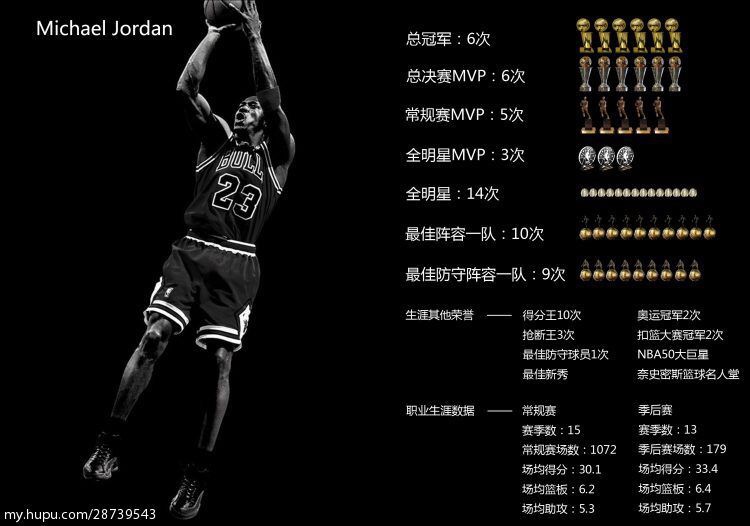 Michael Jordan
总冠军：6次
总决赛MVP：6次
常规赛MVP：5次
全明星MVP：3次
全明星：14次
最佳阵容一队：10次
最佳防守阵容一队：9次
BULLS
23
生涯其他荣誉 —— 得分王10次 奥运冠军2次
抢断王3次 扣篮大赛冠军2次
最佳防守球员1次 NBA50大巨星
最佳新秀 奈史密斯篮球名人堂
职业生涯数据 —— 常规赛 季后赛
赛季数：15 赛季数：13
常规赛场数：1072 季后赛场数：179
场均得分：30.1 场均得分：33.4
场均篮板：6.2 场均篮板：6.4
场均助攻：5.3 场均助攻：5.7
my.hupu.com/28739543